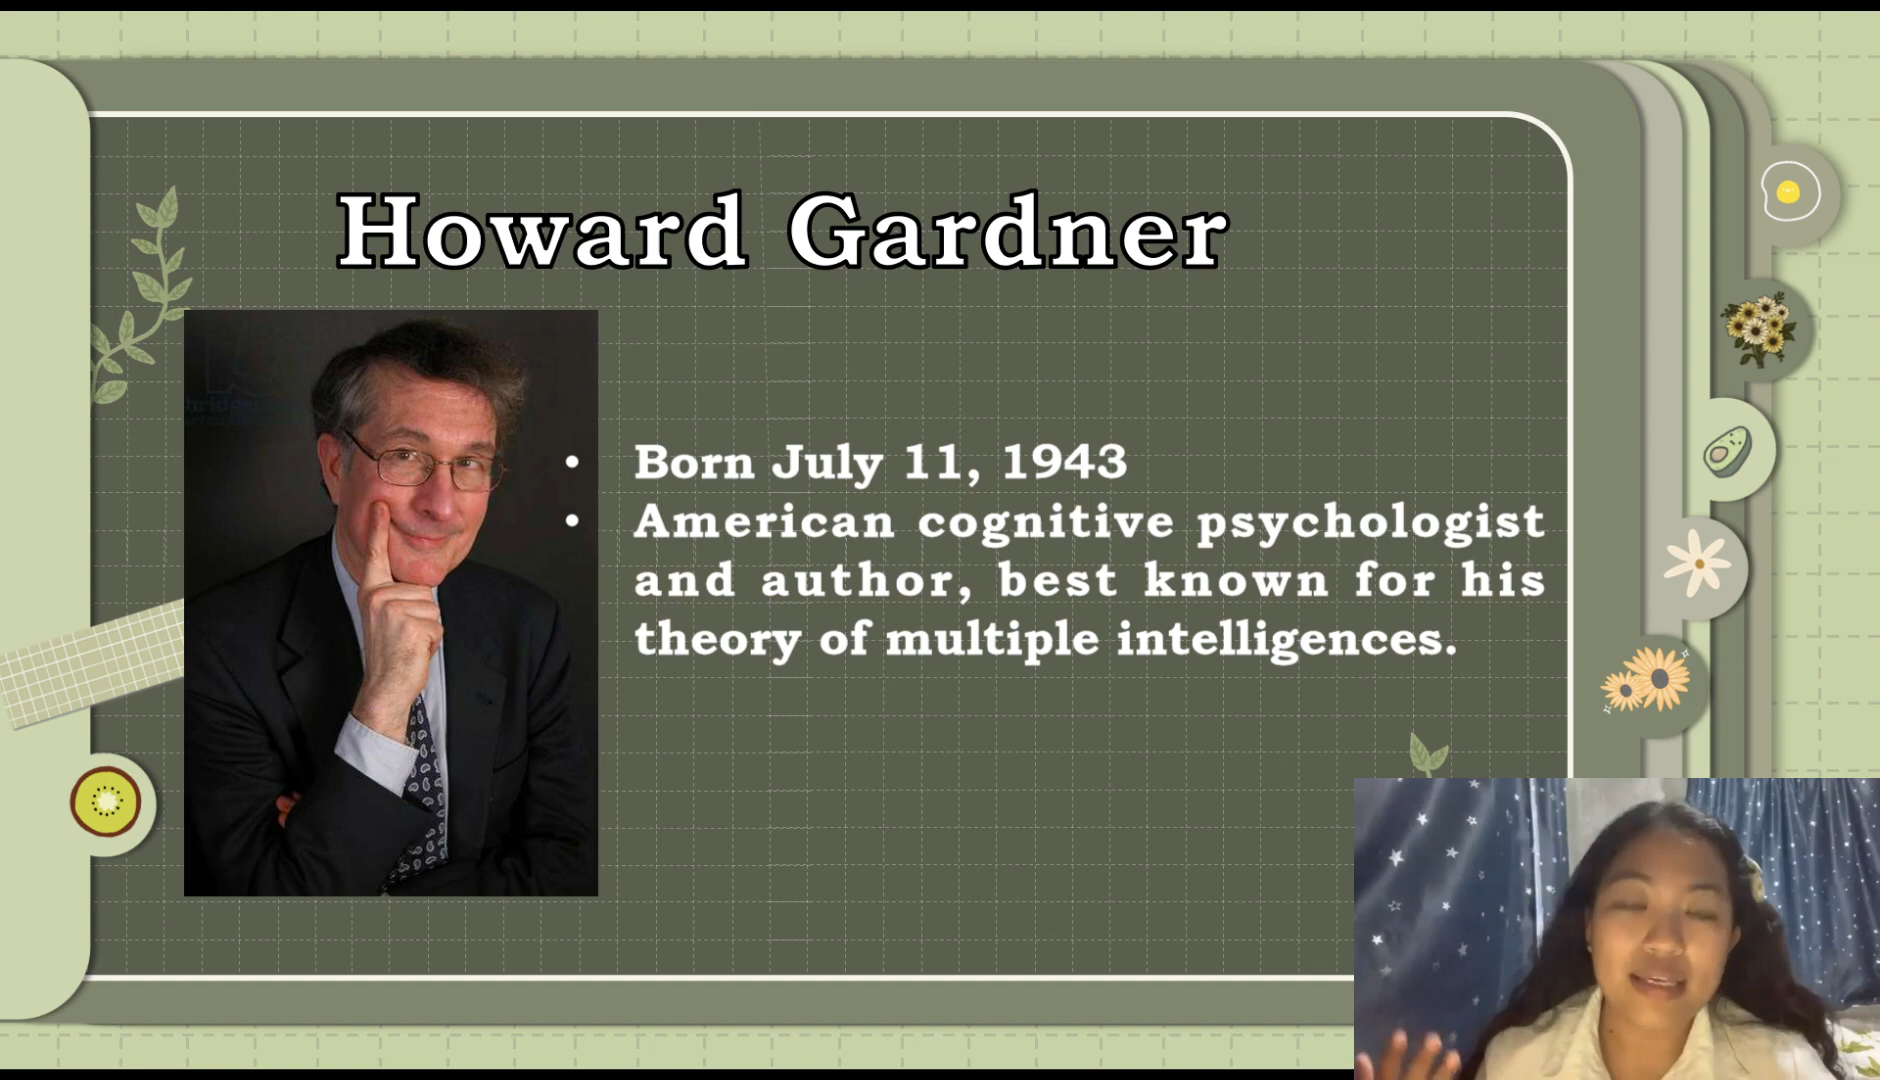 Howard Gardner
• Born July 11, 1943
• American cognitive psychologist
and author, best known for his
theory of multiple intelligences.